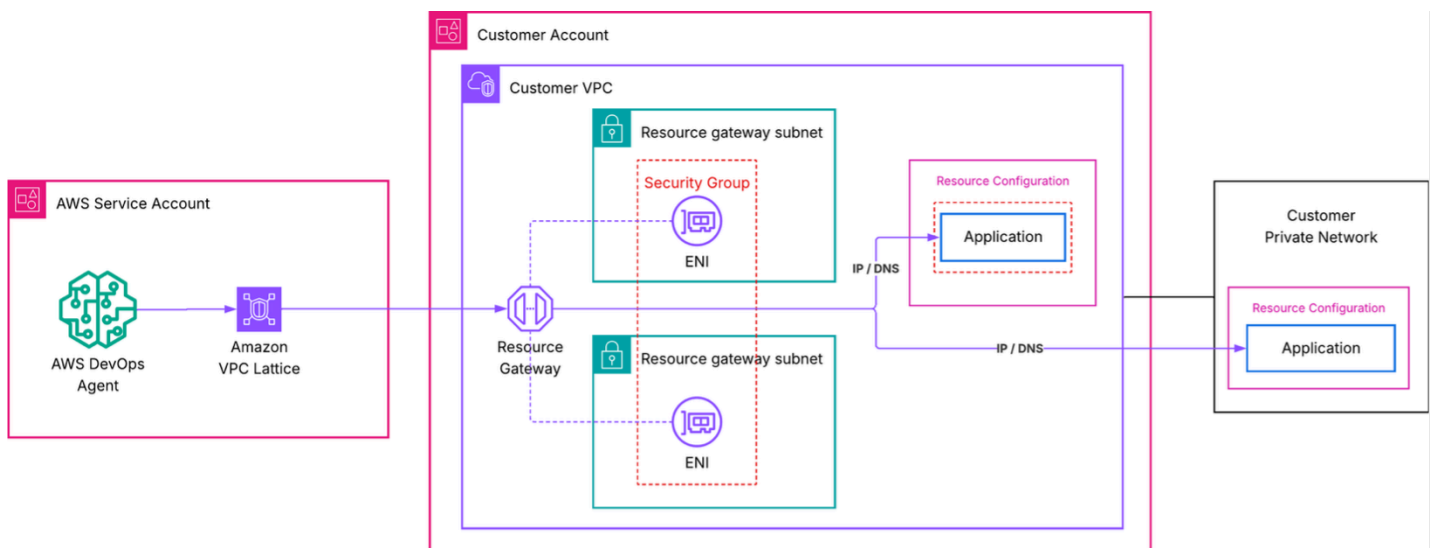 Customer Account
Customer VPC
Resource gateway subnet
Security Group
ENI
AWS Service Account
AWS DevOps
Agent
Amazon
VPC Lattice
Resource
Gateway
Resource gateway subnet
ENI
Resource Configuration
Application
IP / DNS
IP / DNS
Customer
Private Network
Resource Configuration
Application